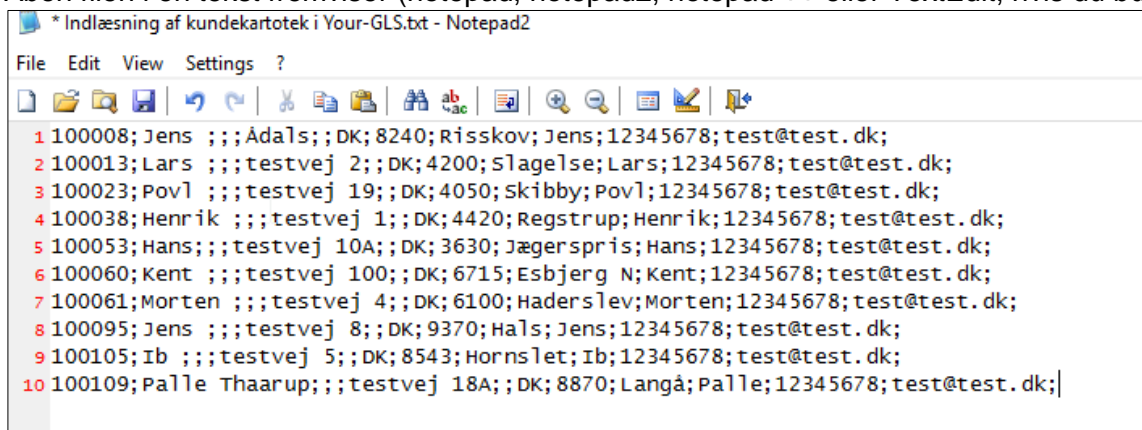 * Indlæsning af kundekartotek i Your-GLS.txt - Notepad2
File Edit View Settings ?
1 100008;Jens ;;;Ådals;;DK;8240;Risskov;Jens;12345678;test@test.dk;
2 100013;Lars ;;;testvej 2;;DK;4200;Slagelse;Lars;12345678;test@test.dk;
3 100023;Povl ;;;testvej 19;;DK;4050;Skibby;Povl;12345678;test@test.dk;
4 100038;Henrik ;;;testvej 1;;DK;4420;Regstrup;Henrik;12345678;test@test.dk;
5 100053;Hans;;;testvej 10A;;DK;3630;Jægerspris;Hans;12345678;test@test.dk;
6 100060;Kent ;;;testvej 100;;DK;6715;Esbjerg N;Kent;12345678;test@test.dk;
7 100061;Morten ;;;testvej 4;;DK;6100;Haderslev;Morten;12345678;test@test.dk;
8 100095;Jens ;;;testvej 8;;DK;9370;Hals;Jens;12345678;test@test.dk;
9 100105;Ib ;;;testvej 5;;DK;8543;Hornslet;Ib;12345678;test@test.dk;
10 100109;Palle Thaarup;;;testvej 18A;;DK;8870;Langå;Palle;12345678;test@test.dk;